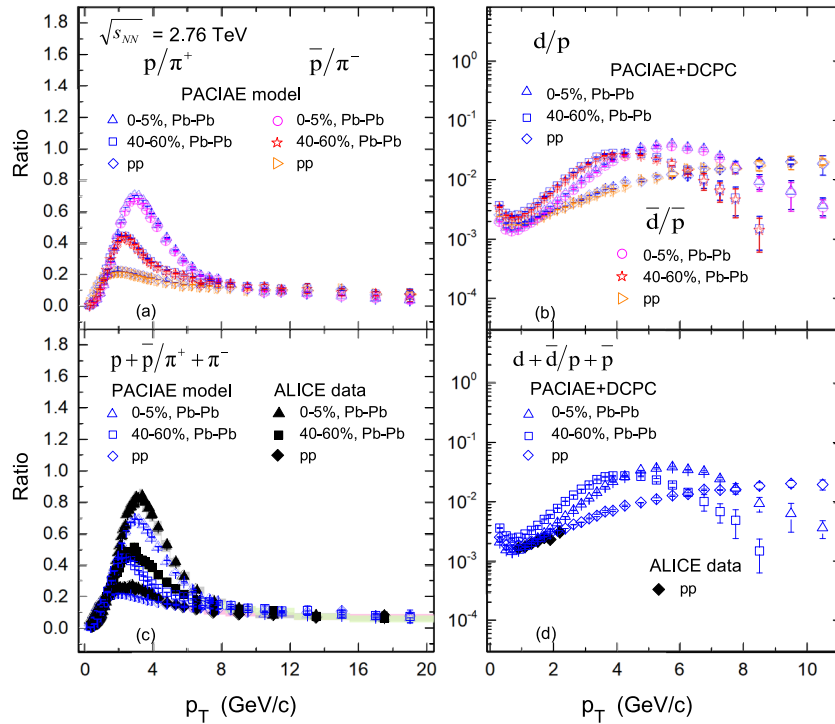 √s_NN = 2.76 TeV
p/π⁺ p̅/π⁻
PACIAE model
0-5%, Pb-Pb 0-5%, Pb-Pb
40-60%, Pb-Pb 40-60%, Pb-Pb
pp pp
Ratio
1.8
1.6
1.4
1.2
1.0
0.8
0.6
0.4
0.2
0.0
(a)
d/p
PACIAE+DCPC
0-5%, Pb-Pb
40-60%, Pb-Pb
pp
d̅/p̅
0-5%, Pb-Pb
40-60%, Pb-Pb
pp
10⁰
10⁻¹
10⁻²
10⁻³
10⁻⁴
(b)
p+p̅/π⁺+π⁻
PACIAE model ALICE data
0-5%, Pb-Pb 0-5%, Pb-Pb
40-60%, Pb-Pb 40-60%, Pb-Pb
pp pp
Ratio
1.8
1.6
1.4
1.2
1.0
0.8
0.6
0.4
0.2
0.0
(c)
0 4 8 12 16 20
p_T (GeV/c)
d+d̅/p+p̅
PACIAE+DCPC
0-5%, Pb-Pb
40-60%, Pb-Pb
pp
ALICE data
pp
10⁰
10⁻¹
10⁻²
10⁻³
10⁻⁴
(d)
0 2 4 6 8 10
p_T (GeV/c)